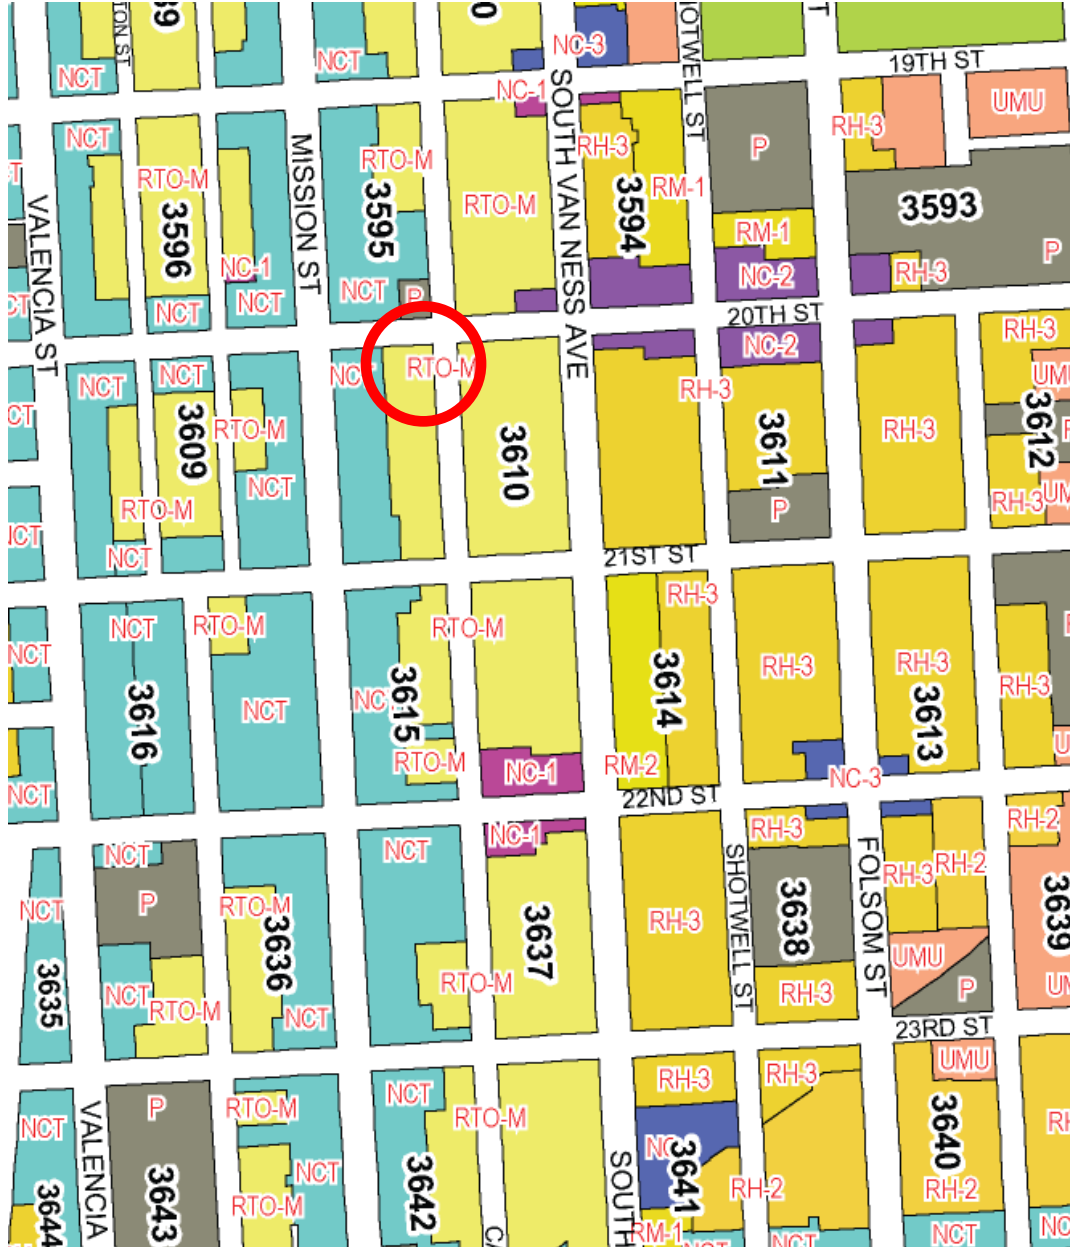 TON ST
NC-3
NCT
NCT
19TH ST
NC-1
UMU
RH-3
NCT
RTO-M
RH-3
P
MISSION ST
SOUTH VAN NESS AVE
RTO-M
RM-1
3596
3595
RTO-M
3594
3593
VALENCIA ST
RM-1
P
NC-1
NC-2
RH-3
NCT
NCT
NCT
P
20TH ST
NC-2
RH-3
NCT
NCT
RTO-M
RH-3
3609
RTO-M
3610
3611
RH-3
3612
NCT
RTO-M
P
RH-3
NCT
21ST ST
RH-3
NCT
RTO-M
RTO-M
NCT
RH-3
RH-3
RH-3
3616
NCT
3615
3614
3613
RTO-M
NC-1
RM-2
NC-3
NCT
22ND ST
NCT
NCT
NC-1
RH-3
RH-2
SHOTWELL ST
FOLSOM ST
NCT
P
RTO-M
RH-3
RH-3
RH-2
3635
3636
3637
3638
3639
UMU
NCT
RTO-M
NCT
RTO-M
RH-3
P
23RD ST
NCT
P
RTO-M
NCT
RTO-M
RH-3
RH-3
UMU
VALENCIA
3643
NCT
RTO-M
3642
SOUTH
3641
RH-2
3640
RH-2
3644
RM-1
NCT
NCT
NCT